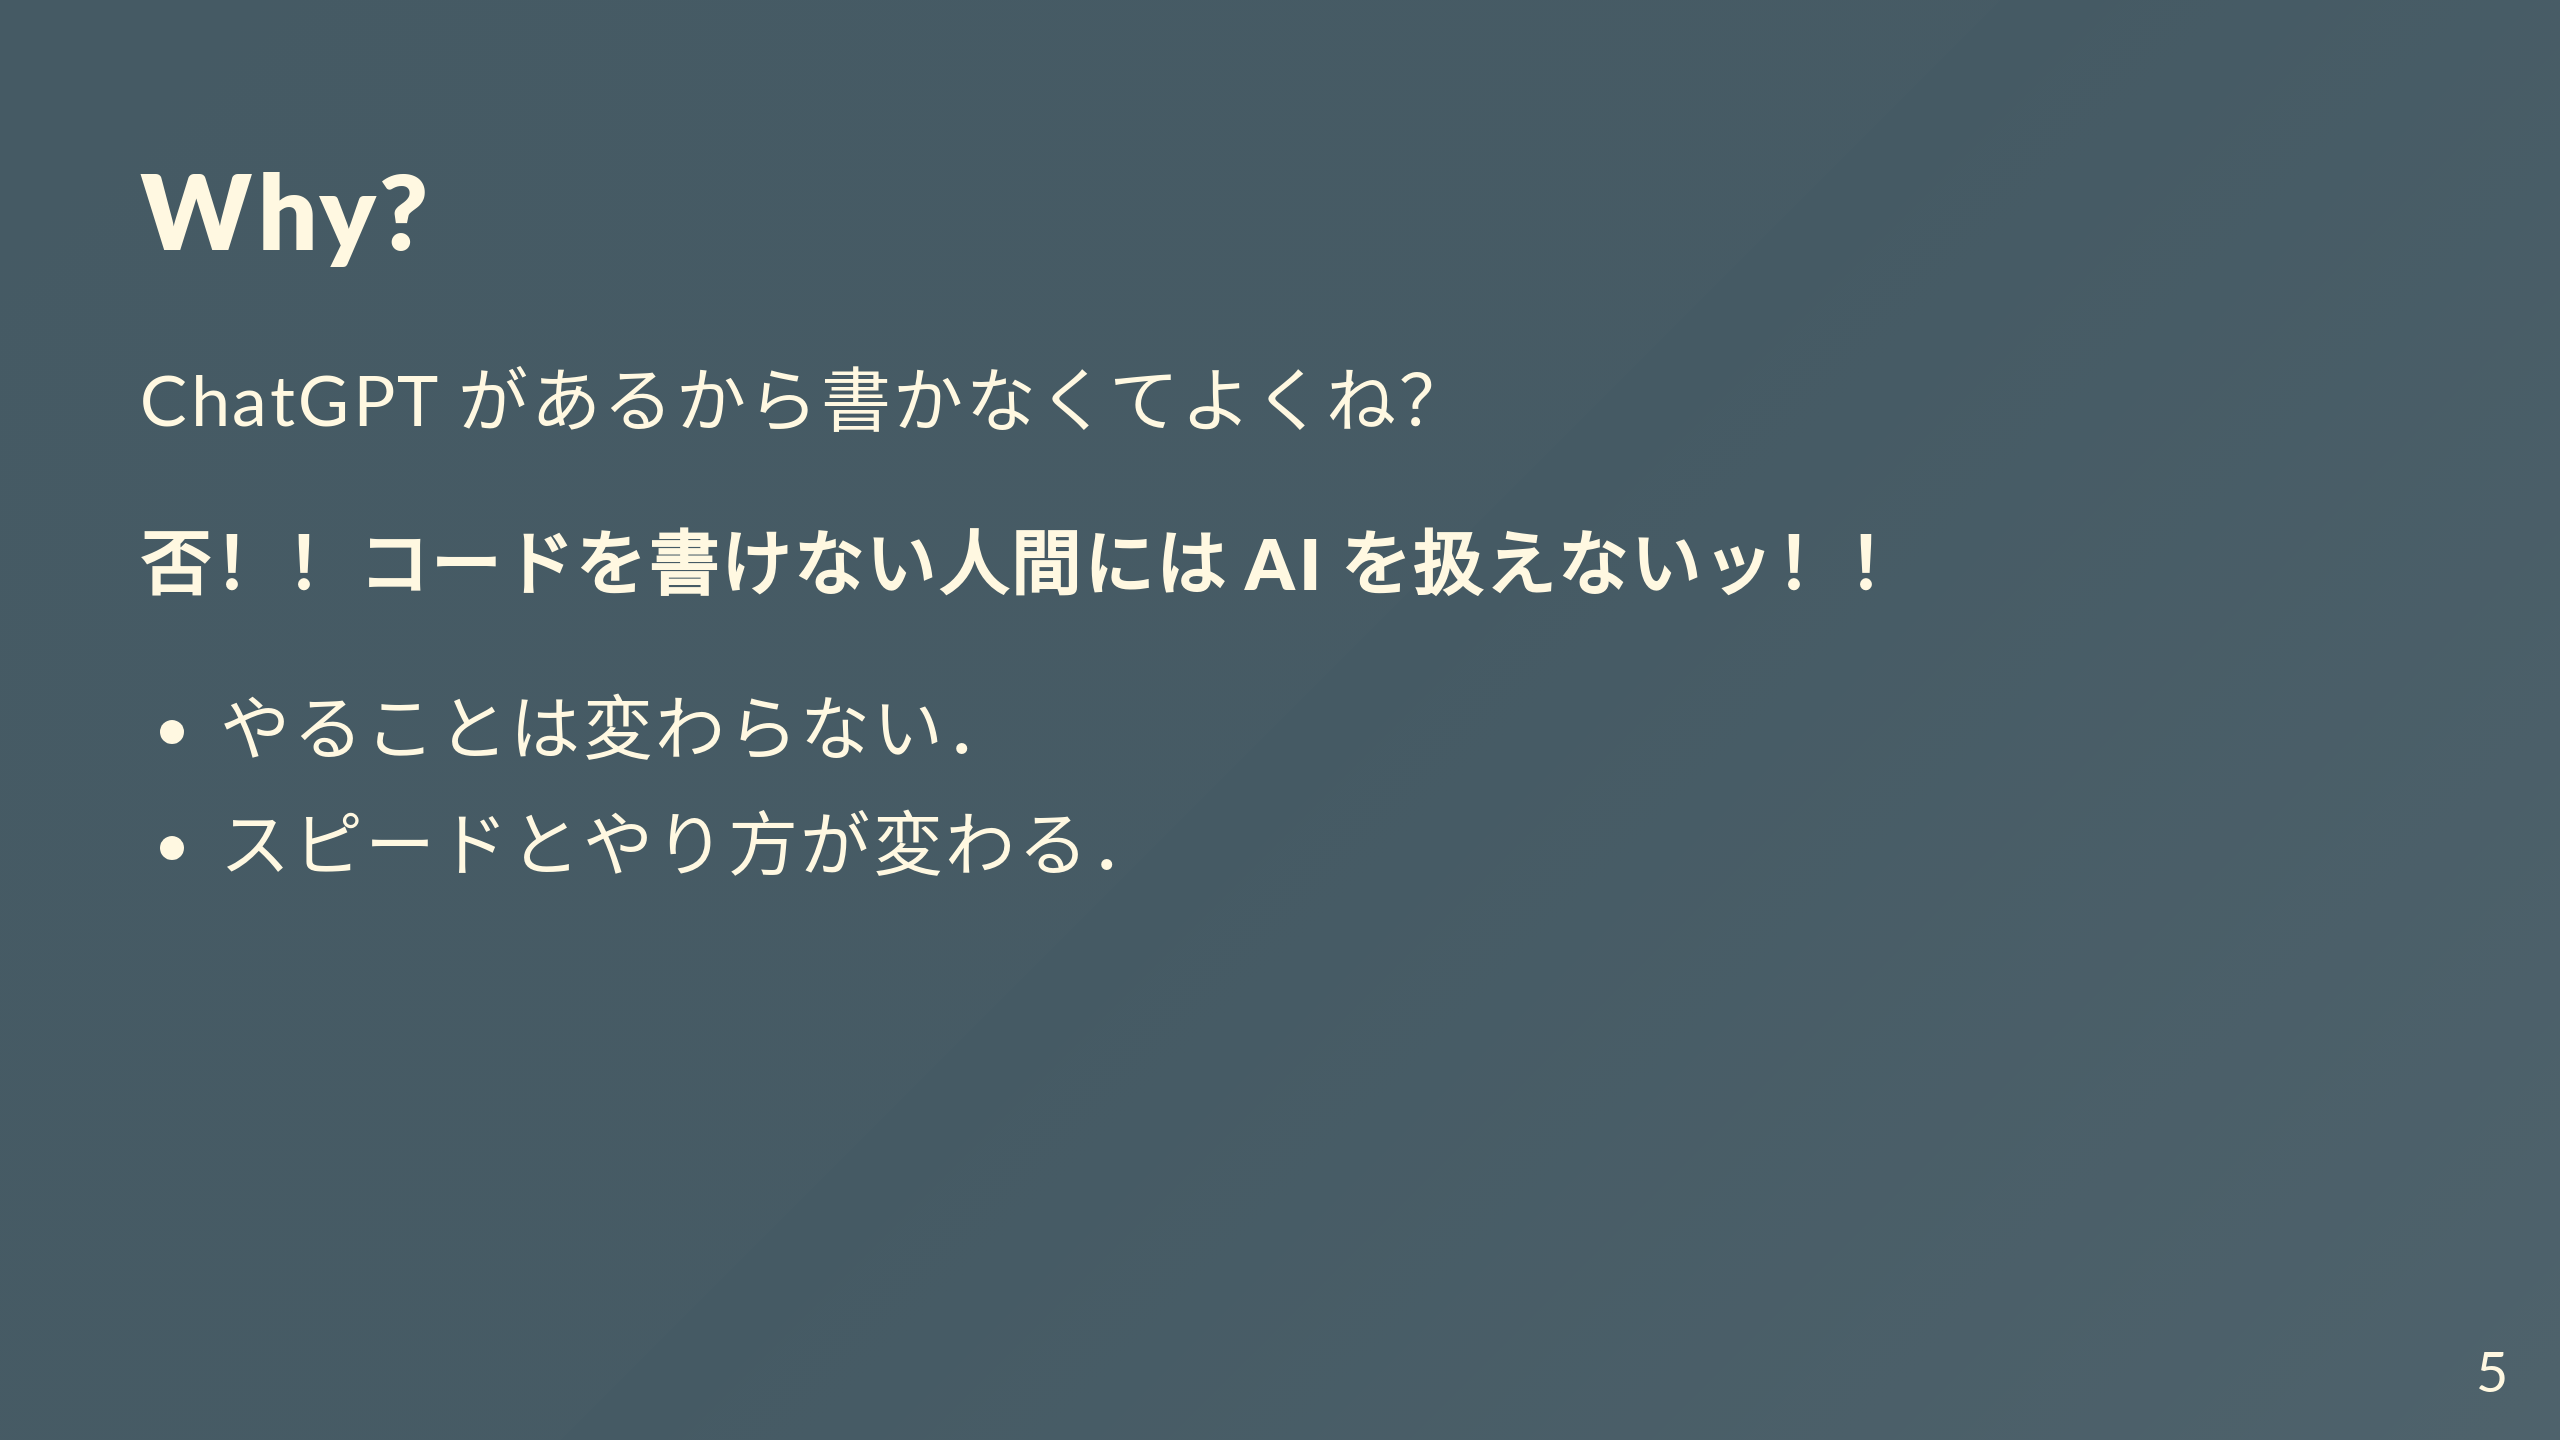 Why?
ChatGPT があるから書かなくてよくね？
否！！コードを書けない人間には AI を扱えないッ！！
• やることは変わらない．
• スピードとやり方が変わる．
5